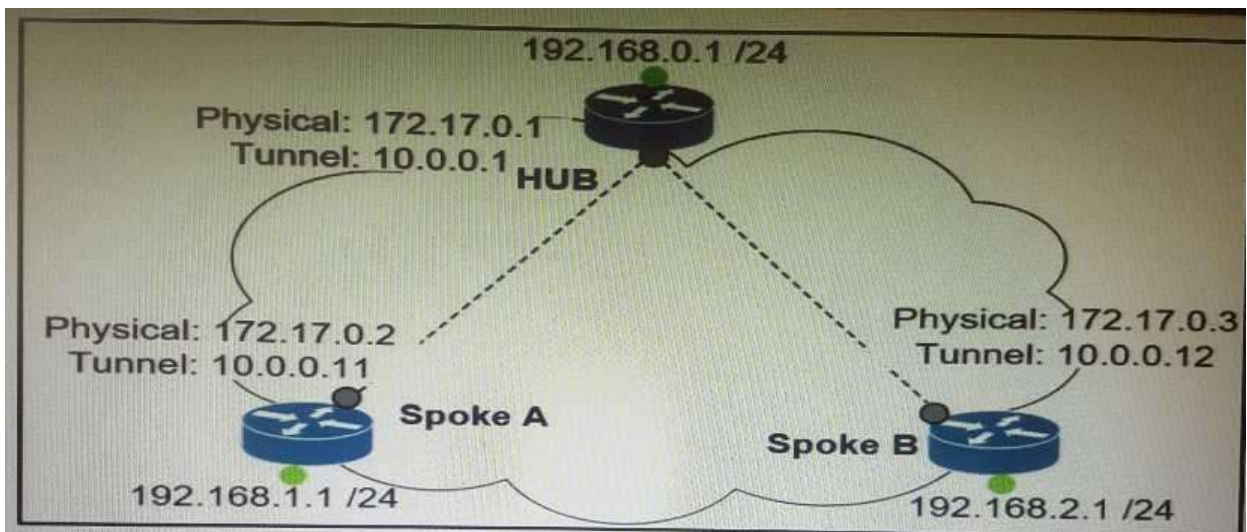 192.168.0.1 /24
Physical: 172.17.0.1
Tunnel: 10.0.0.1
HUB
Physical: 172.17.0.2
Tunnel: 10.0.0.11
Physical: 172.17.0.3
Tunnel: 10.0.0.12
Spoke A
Spoke B
192.168.1.1 /24
192.168.2.1 /24